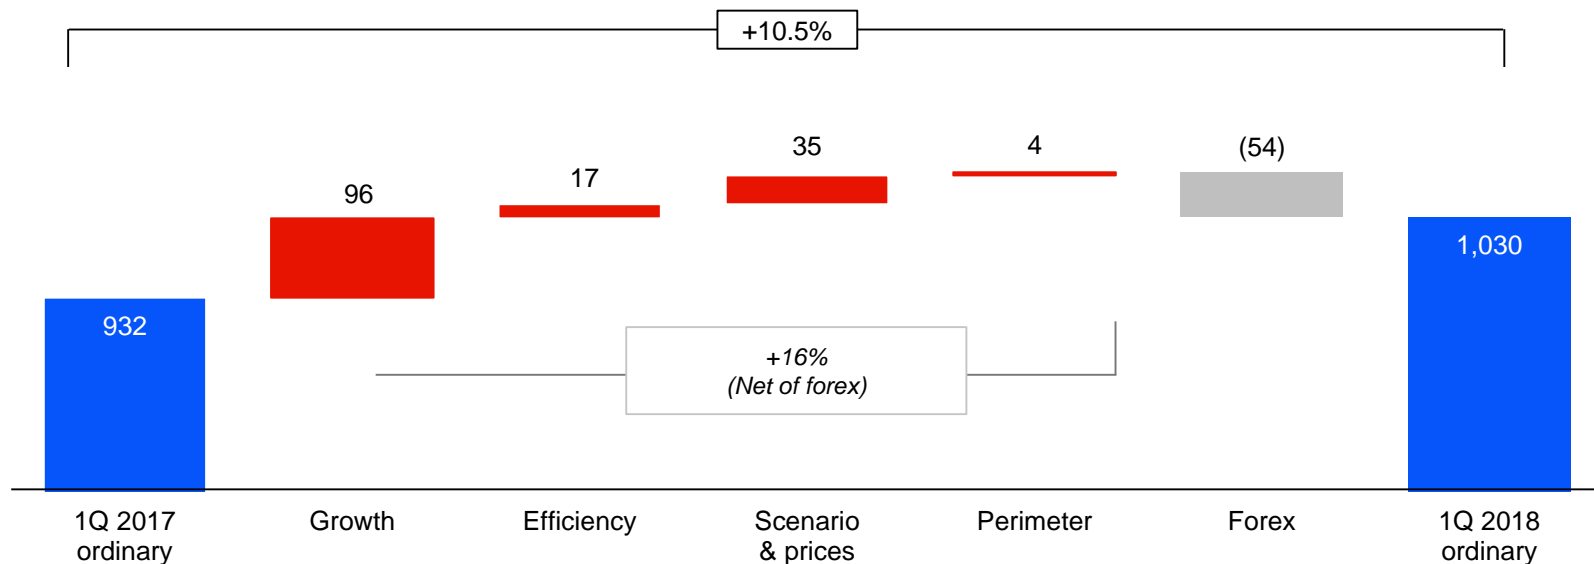 +10.5%
96
17
35
4
(54)
932
1,030
+16%
(Net of forex)
1Q 2017
ordinary
Growth
Efficiency
Scenario
& prices
Perimeter
Forex
1Q 2018
ordinary